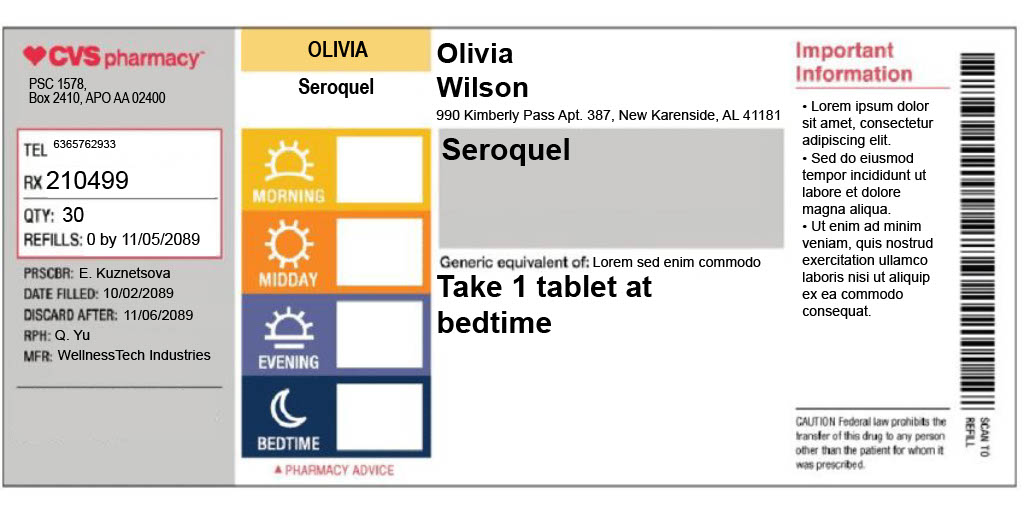 CVS pharmacy
PSC 1578,
Box 2410, APO AA 02400
TEL 6365762933
RX 210499
QTY: 30
REFILLS: 0 by 11/05/2089
PRSCBR: E. Kuznetsova
DATE FILLED: 10/02/2089
DISCARD AFTER: 11/06/2089
RPH: Q. Yu
MFR: WellnessTech Industries
OLIVIA
Seroquel
MORNING
MIDDAY
EVENING
BEDTIME
▲ PHARMACY ADVICE
Olivia
Wilson
990 Kimberly Pass Apt. 387, New Karenside, AL 41181
Seroquel
Generic equivalent of: Lorem sed enim commodo
Take 1 tablet at
bedtime
Important
Information
• Lorem ipsum dolor
sit amet, consectetur
adipiscing elit.
• Sed do eiusmod
tempor incididunt ut
labore et dolore
magna aliqua.
• Ut enim ad minim
veniam, quis nostrud
exercitation ullamco
laboris nisi ut aliquip
ex ea commodo
consequat.
CAUTION Federal law prohibits the
transfer of this drug to any person
other than the patient for whom it
was prescribed.
SCAN TO
REFILL